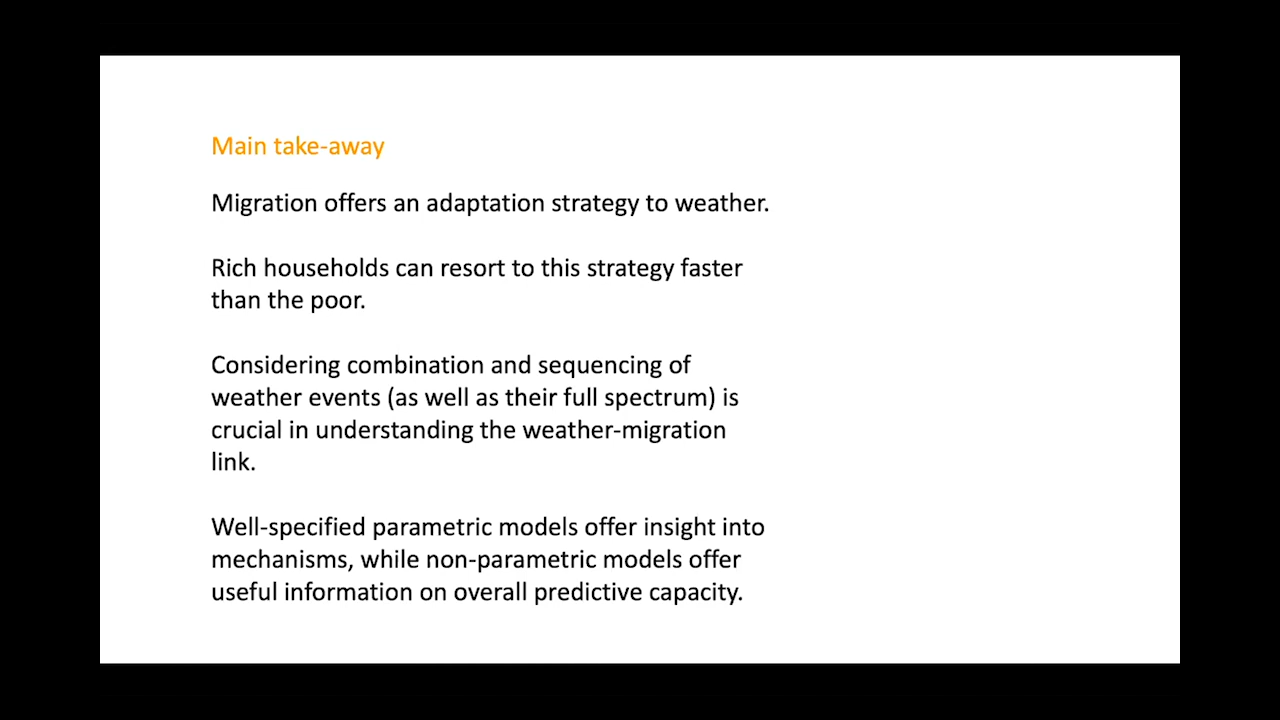 Main take-away
Migration offers an adaptation strategy to weather.
Rich households can resort to this strategy faster
than the poor.
Considering combination and sequencing of
weather events (as well as their full spectrum) is
crucial in understanding the weather-migration
link.
Well-specified parametric models offer insight into
mechanisms, while non-parametric models offer
useful information on overall predictive capacity.